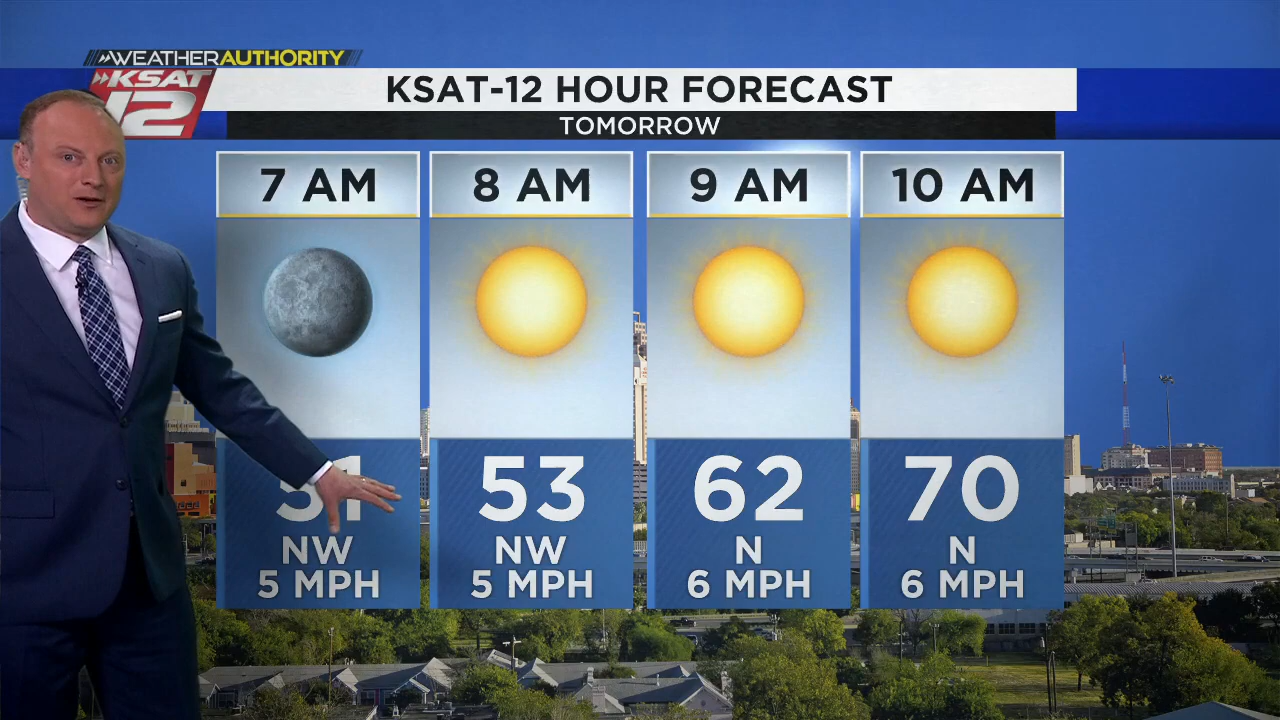 WEATHERAUTHORITY
KSAT
12
KSAT-12 HOUR FORECAST
TOMORROW
7 AM
8 AM
9 AM
10 AM
51
53
62
70
NW
NW
N
N
5 MPH
5 MPH
6 MPH
6 MPH